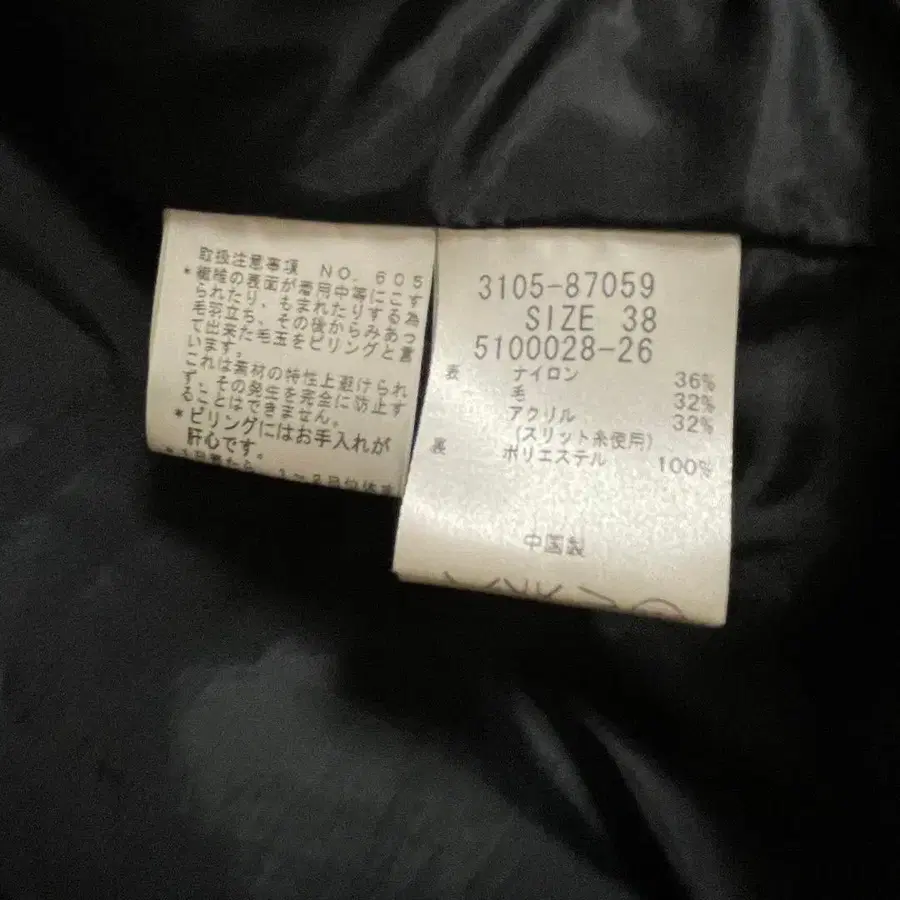 取扱注意事項 NO. 605
*繊維の表面が着用中等にこす
られたり、もまれたりする為
毛羽立ち、その後からみあっ
て出来た毛玉をピリングと言
います。
これは素材の特性上避けられ
ず、その発生を完全に防止す
ることはできません。
*ピリングにはお手入れが
肝心です。
3105-87059
SIZE 38
5100028-26
表 ナイロン 36%
毛 32%
アクリル 32%
(スリット糸使用)
裏 ポリエステル 100%
中国製